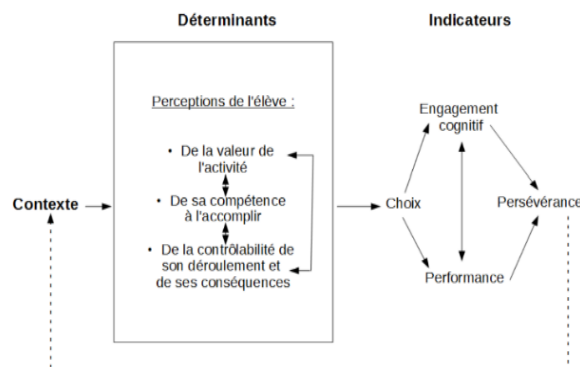 Déterminants
Indicateurs
Perceptions de l'élève :
• De la valeur de
l'activité
• De sa compétence
à l'accomplir
• De la contrôlabilité de
son déroulement et
de ses conséquences
Contexte
Engagement
cognitif
Choix
Persévérance
Performance